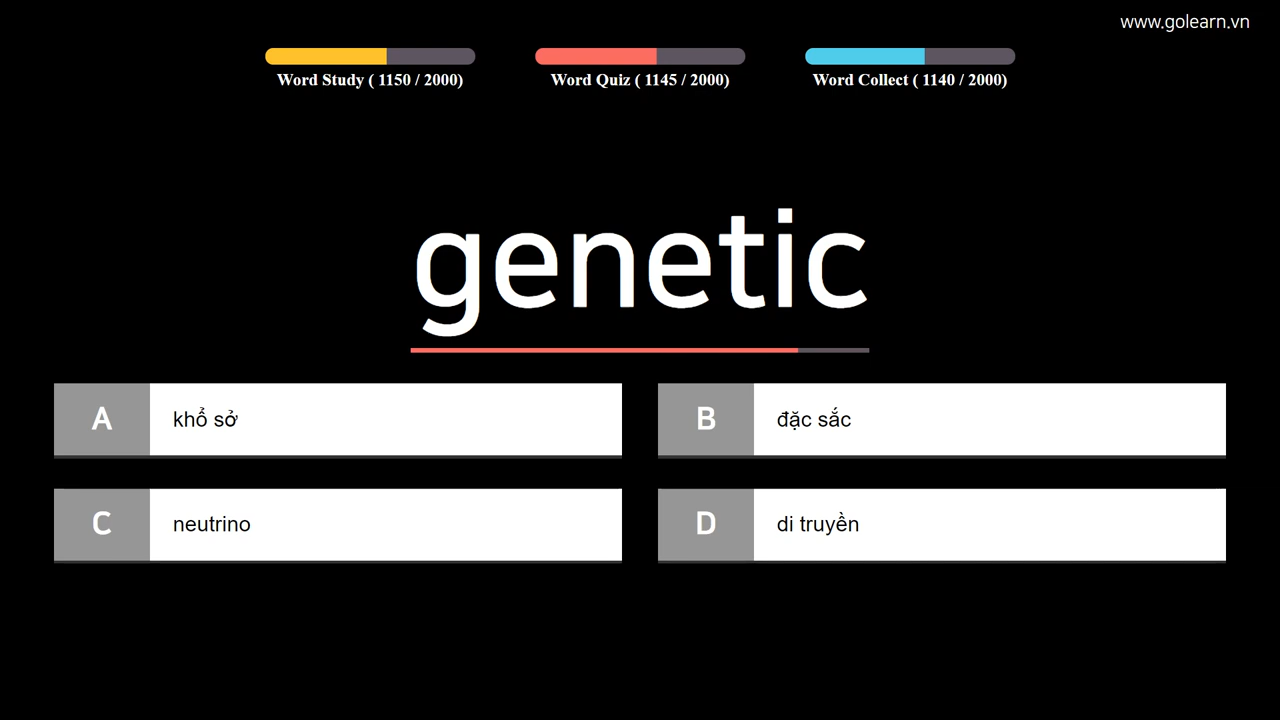 www.golearn.vn
Word Study ( 1150 / 2000)
Word Quiz ( 1145 / 2000)
Word Collect ( 1140 / 2000)
genetic
A khổ sở
B đặc sắc
C neutrino
D di truyền